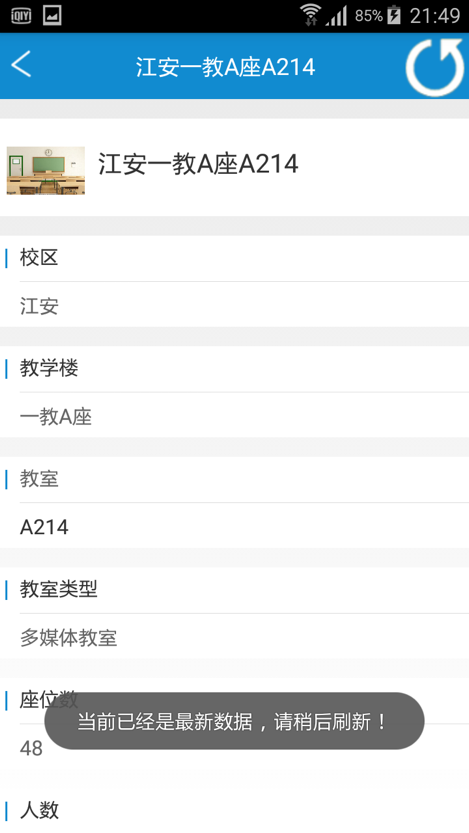 iQIYI 85% 21:49
江安一教A座A214
江安一教A座A214
校区
江安
教学楼
一教A座
教室
A214
教室类型
多媒体教室
座位数
当前已经是最新数据，请稍后刷新！
48
人数